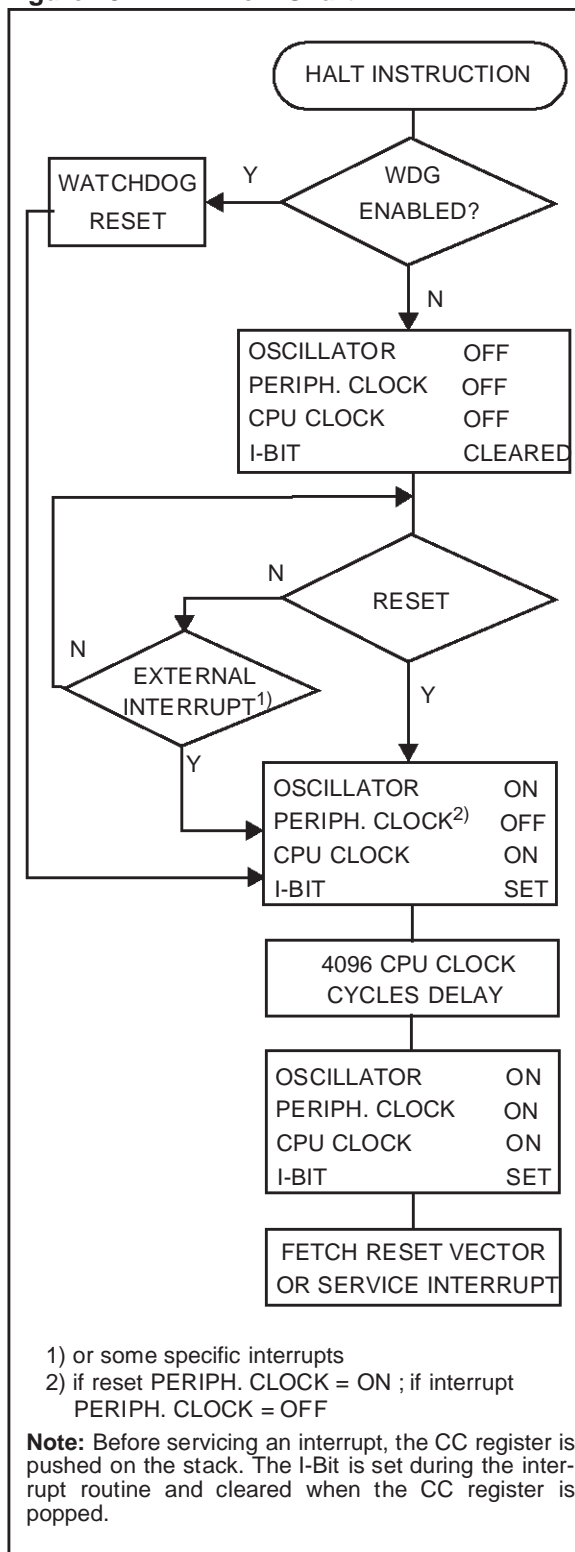 HALT INSTRUCTION
WATCHDOG
RESET
Y
WDG
ENABLED?
N
OSCILLATOR OFF
PERIPH. CLOCK OFF
CPU CLOCK OFF
I-BIT CLEARED
N
RESET
N
EXTERNAL
INTERRUPT1)
Y
Y
OSCILLATOR ON
PERIPH. CLOCK2) OFF
CPU CLOCK ON
I-BIT SET
4096 CPU CLOCK
CYCLES DELAY
OSCILLATOR ON
PERIPH. CLOCK ON
CPU CLOCK ON
I-BIT SET
FETCH RESET VECTOR
OR SERVICE INTERRUPT
1) or some specific interrupts
2) if reset PERIPH. CLOCK = ON ; if interrupt
PERIPH. CLOCK = OFF
Note: Before servicing an interrupt, the CC register is
pushed on the stack. The I-Bit is set during the inter-
rupt routine and cleared when the CC register is
popped.